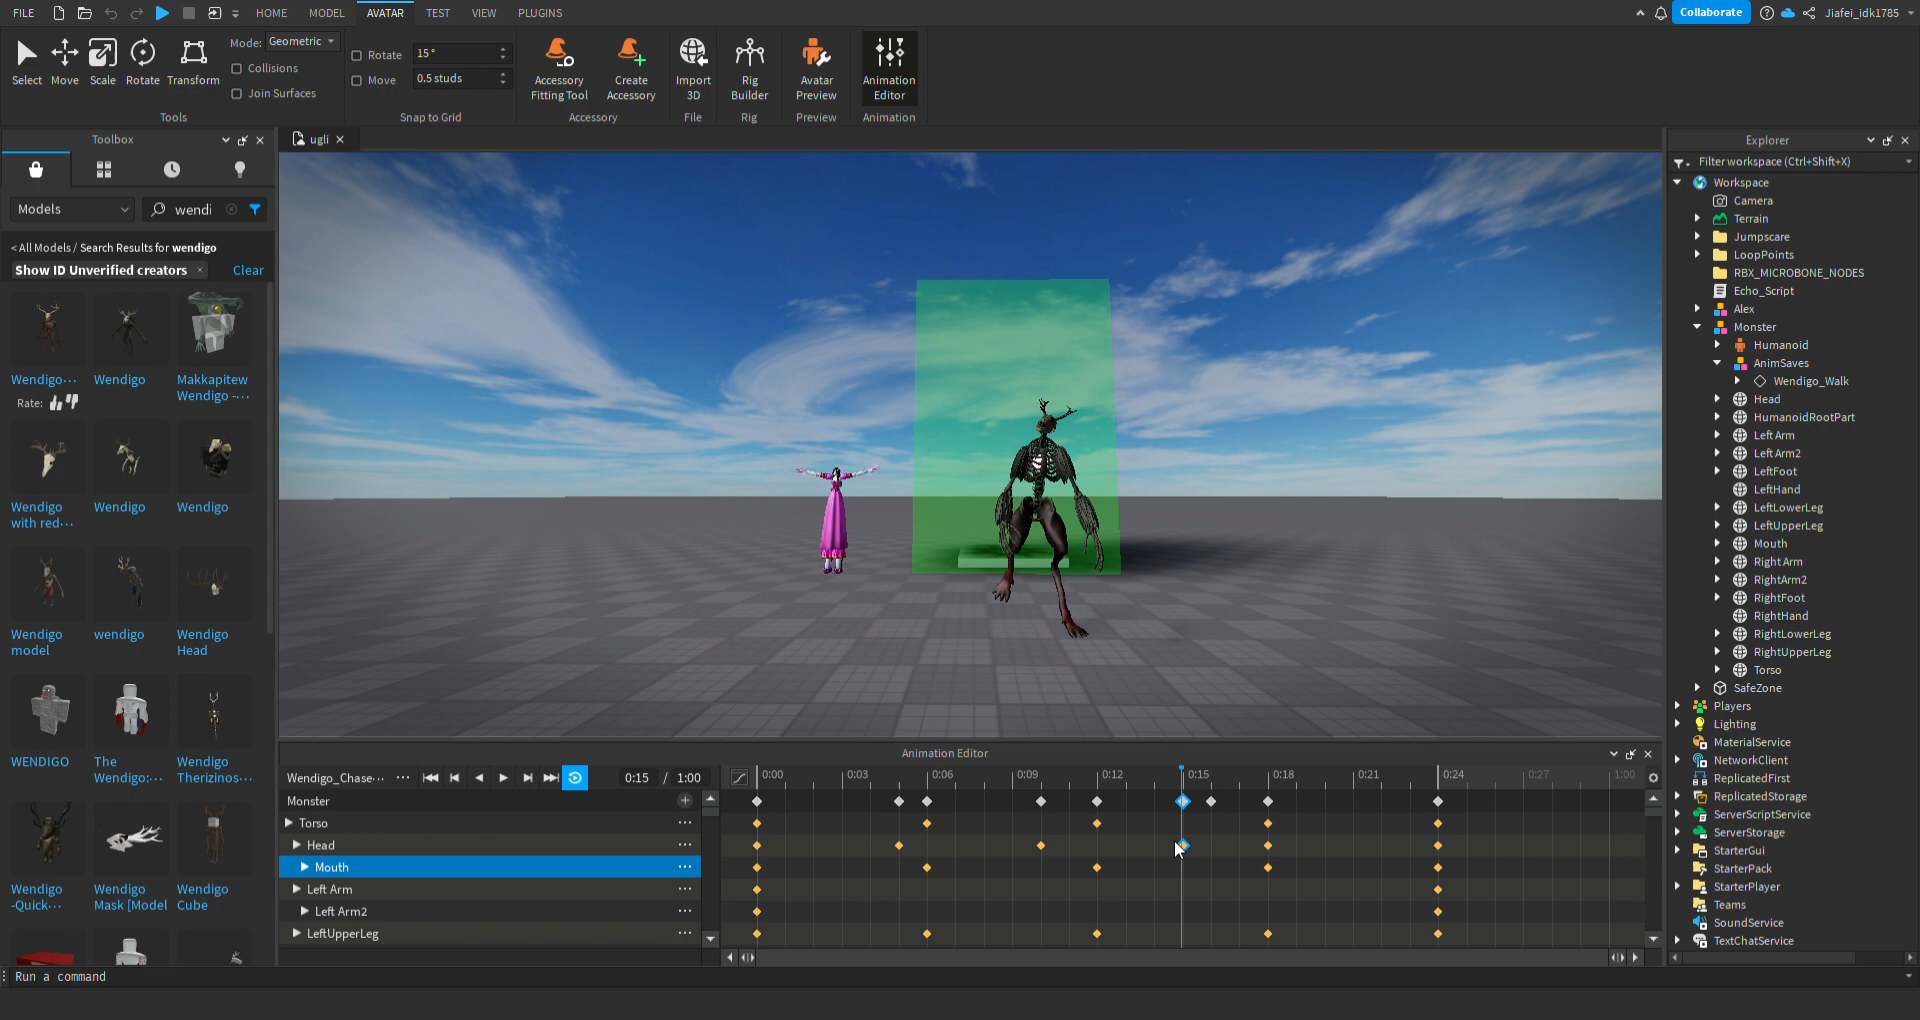 FILE HOME MODEL AVATAR TEST VIEW PLUGINS Collaborate Jiafei_idk1785
Select Move Scale Rotate Transform
Mode: Geometric
Collisions
Join Surfaces
Tools
Rotate 15°
Move 0.5 studs
Snap to Grid
Accessory
Fitting Tool
Create
Accessory
Accessory
Import
3D
File
Rig
Builder
Rig
Avatar
Preview
Preview
Animation
Editor
Animation
Toolbox
Models wendi
< All Models / Search Results for wendigo
Show ID Unverified creators × Clear
Wendigo··· Wendigo Makkapitew
Wendigo -···
Rate:
Wendigo
with red··· Wendigo Wendigo
Wendigo
model wendigo Wendigo
Head
WENDIGO The
Wendigo:··· Wendigo
Therizinos···
Wendigo
-Quick··· Wendigo
Mask [Model Wendigo
Cube
ugli
Animation Editor
Wendigo_Chase··· 0:15 / 1:00
0:00 0:03 0:06 0:09 0:12 0:15 0:18 0:21 0:24 0:27 1:00
Monster
Torso
Head
Mouth
Left Arm
Left Arm2
LeftUpperLeg
Explorer
Filter workspace (Ctrl+Shift+X)
Workspace
Camera
Terrain
Jumpscare
LoopPoints
RBX_MICROBONE_NODES
Echo_Script
Alex
Monster
Humanoid
AnimSaves
Wendigo_Walk
Head
HumanoidRootPart
Left Arm
Left Arm2
LeftFoot
LeftHand
LeftLowerLeg
LeftUpperLeg
Mouth
Right Arm
RightArm2
RightFoot
RightHand
RightLowerLeg
RightUpperLeg
Torso
SafeZone
Players
Lighting
MaterialService
NetworkClient
ReplicatedFirst
ReplicatedStorage
ServerScriptService
ServerStorage
StarterGui
StarterPack
StarterPlayer
Teams
SoundService
TextChatService
Run a command